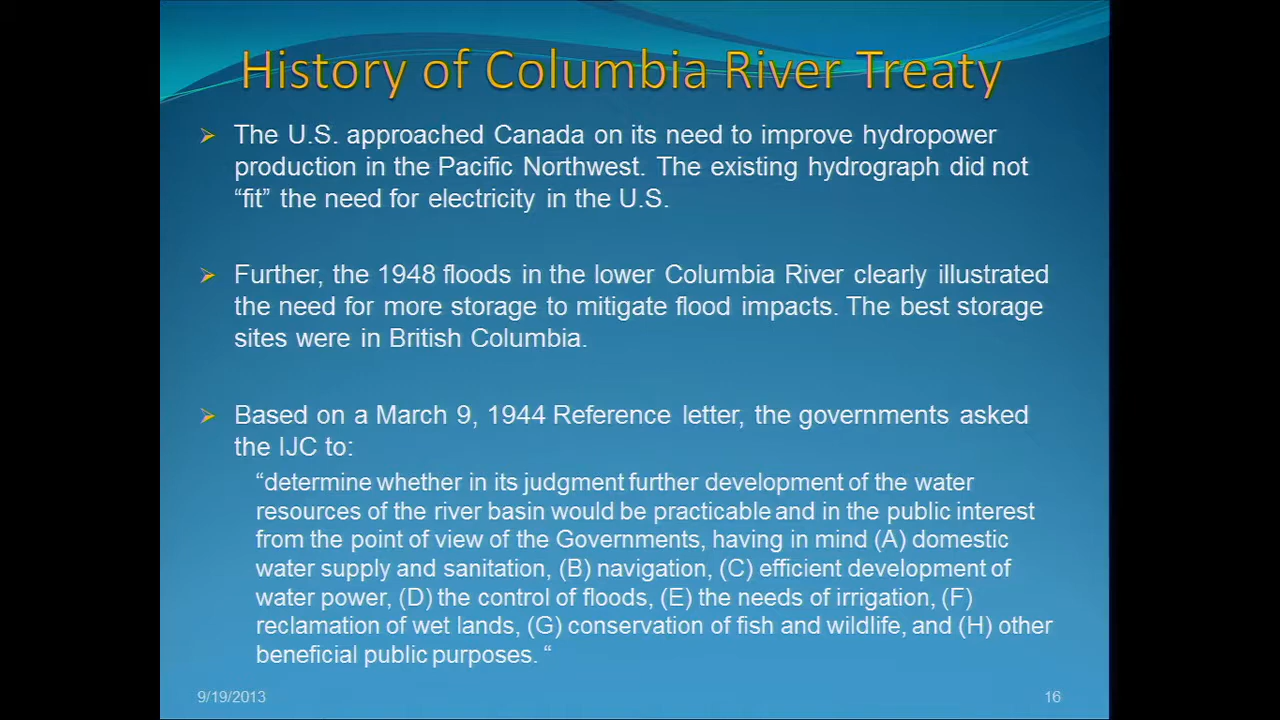 History of Columbia River Treaty
The U.S. approached Canada on its need to improve hydropower
production in the Pacific Northwest. The existing hydrograph did not
“fit” the need for electricity in the U.S.
Further, the 1948 floods in the lower Columbia River clearly illustrated
the need for more storage to mitigate flood impacts. The best storage
sites were in British Columbia.
Based on a March 9, 1944 Reference letter, the governments asked
the IJC to:
“determine whether in its judgment further development of the water
resources of the river basin would be practicable and in the public interest
from the point of view of the Governments, having in mind (A) domestic
water supply and sanitation, (B) navigation, (C) efficient development of
water power, (D) the control of floods, (E) the needs of irrigation, (F)
reclamation of wet lands, (G) conservation of fish and wildlife, and (H) other
beneficial public purposes. “
9/19/2013
16